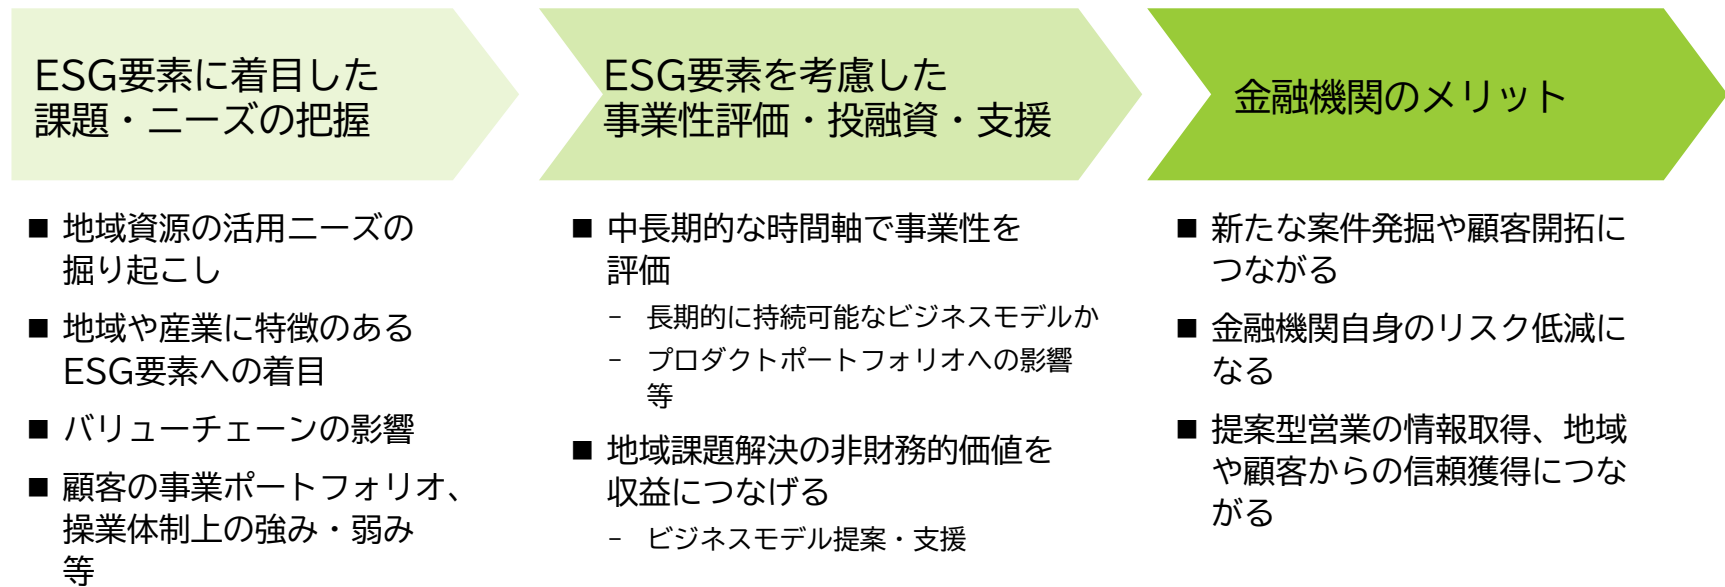 ESG要素に着目した
課題・ニーズの把握
■ 地域資源の活用ニーズの
掘り起こし
■ 地域や産業に特徴のある
ESG要素への着目
■ バリューチェーンの影響
■ 顧客の事業ポートフォリオ、
操業体制上の強み・弱み
等
ESG要素を考慮した
事業性評価・投融資・支援
■ 中長期的な時間軸で事業性を
評価
－ 長期的に持続可能なビジネスモデルか
－ プロダクトポートフォリオへの影響
等
■ 地域課題解決の非財務的価値を
収益につなげる
－ ビジネスモデル提案・支援
金融機関のメリット
■ 新たな案件発掘や顧客開拓に
つながる
■ 金融機関自身のリスク低減に
なる
■ 提案型営業の情報取得、地域
や顧客からの信頼獲得につな
がる